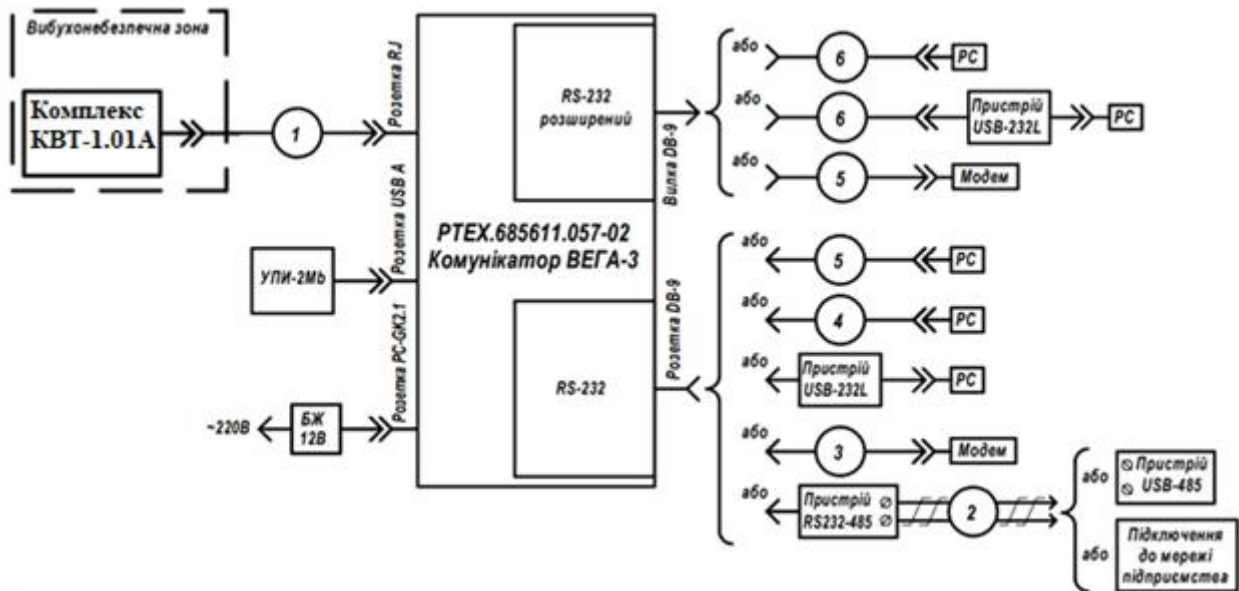 Вибухонебезпечна зона
Комплекс
КВТ-1.01А
1
Розетка RJ
Розетка USB A
УПИ-2Mb
Розетка PC-GK2.1
~220В
БЖ
12В
RS-232
розширений
РТЕХ.685611.057-02
Комунікатор ВЕГА-3
RS-232
Вилка DB-9
Розетка DB-9
або
6
PC
або
6
Пристрій
USB-232L
PC
або
5
Модем
або
5
PC
або
4
PC
або
Пристрій
USB-232L
PC
або
3
Модем
або
Пристрій
RS232-485
2
або
Пристрій
USB-485
або
Підключення
до мережі
підприємства